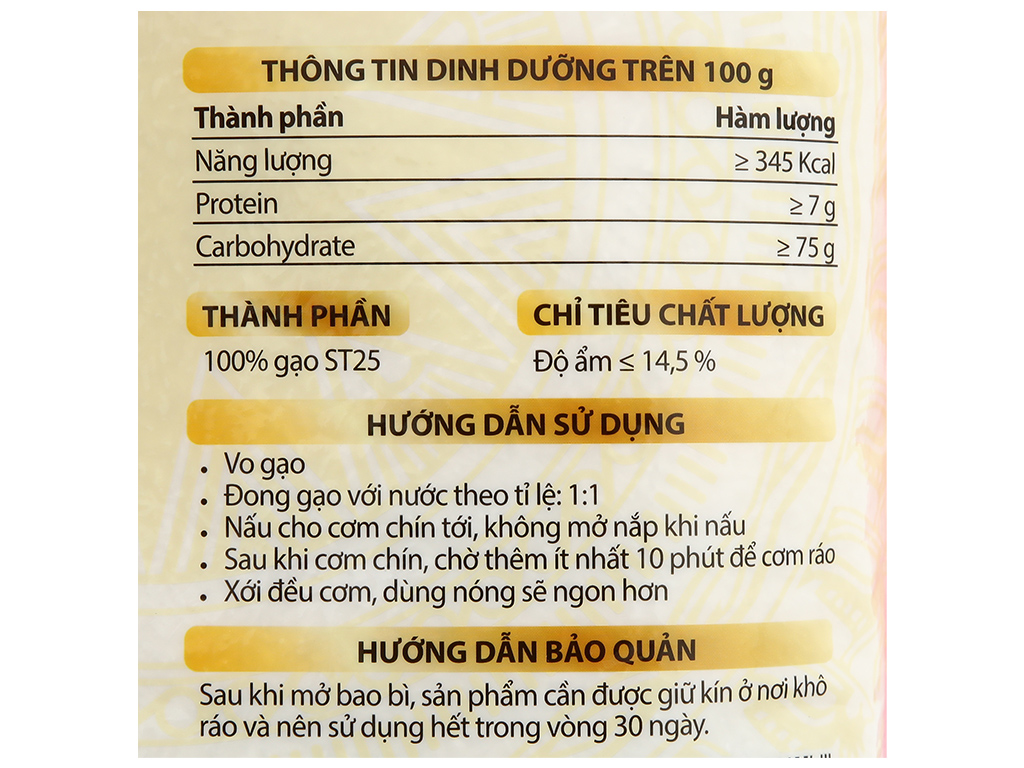 THÔNG TIN DINH DƯỠNG TRÊN 100 g
Thành phần Hàm lượng
Năng lượng ≥ 345 Kcal
Protein ≥ 7 g
Carbohydrate ≥ 75 g
THÀNH PHẦN
100% gạo ST25
CHỈ TIÊU CHẤT LƯỢNG
Độ ẩm ≤ 14,5 %
HƯỚNG DẪN SỬ DỤNG
• Vo gạo
• Đong gạo với nước theo tỉ lệ: 1:1
• Nấu cho cơm chín tới, không mở nắp khi nấu
• Sau khi cơm chín, chờ thêm ít nhất 10 phút để cơm ráo
• Xới đều cơm, dùng nóng sẽ ngon hơn
HƯỚNG DẪN BẢO QUẢN
Sau khi mở bao bì, sản phẩm cần được giữ kín ở nơi khô
ráo và nên sử dụng hết trong vòng 30 ngày.